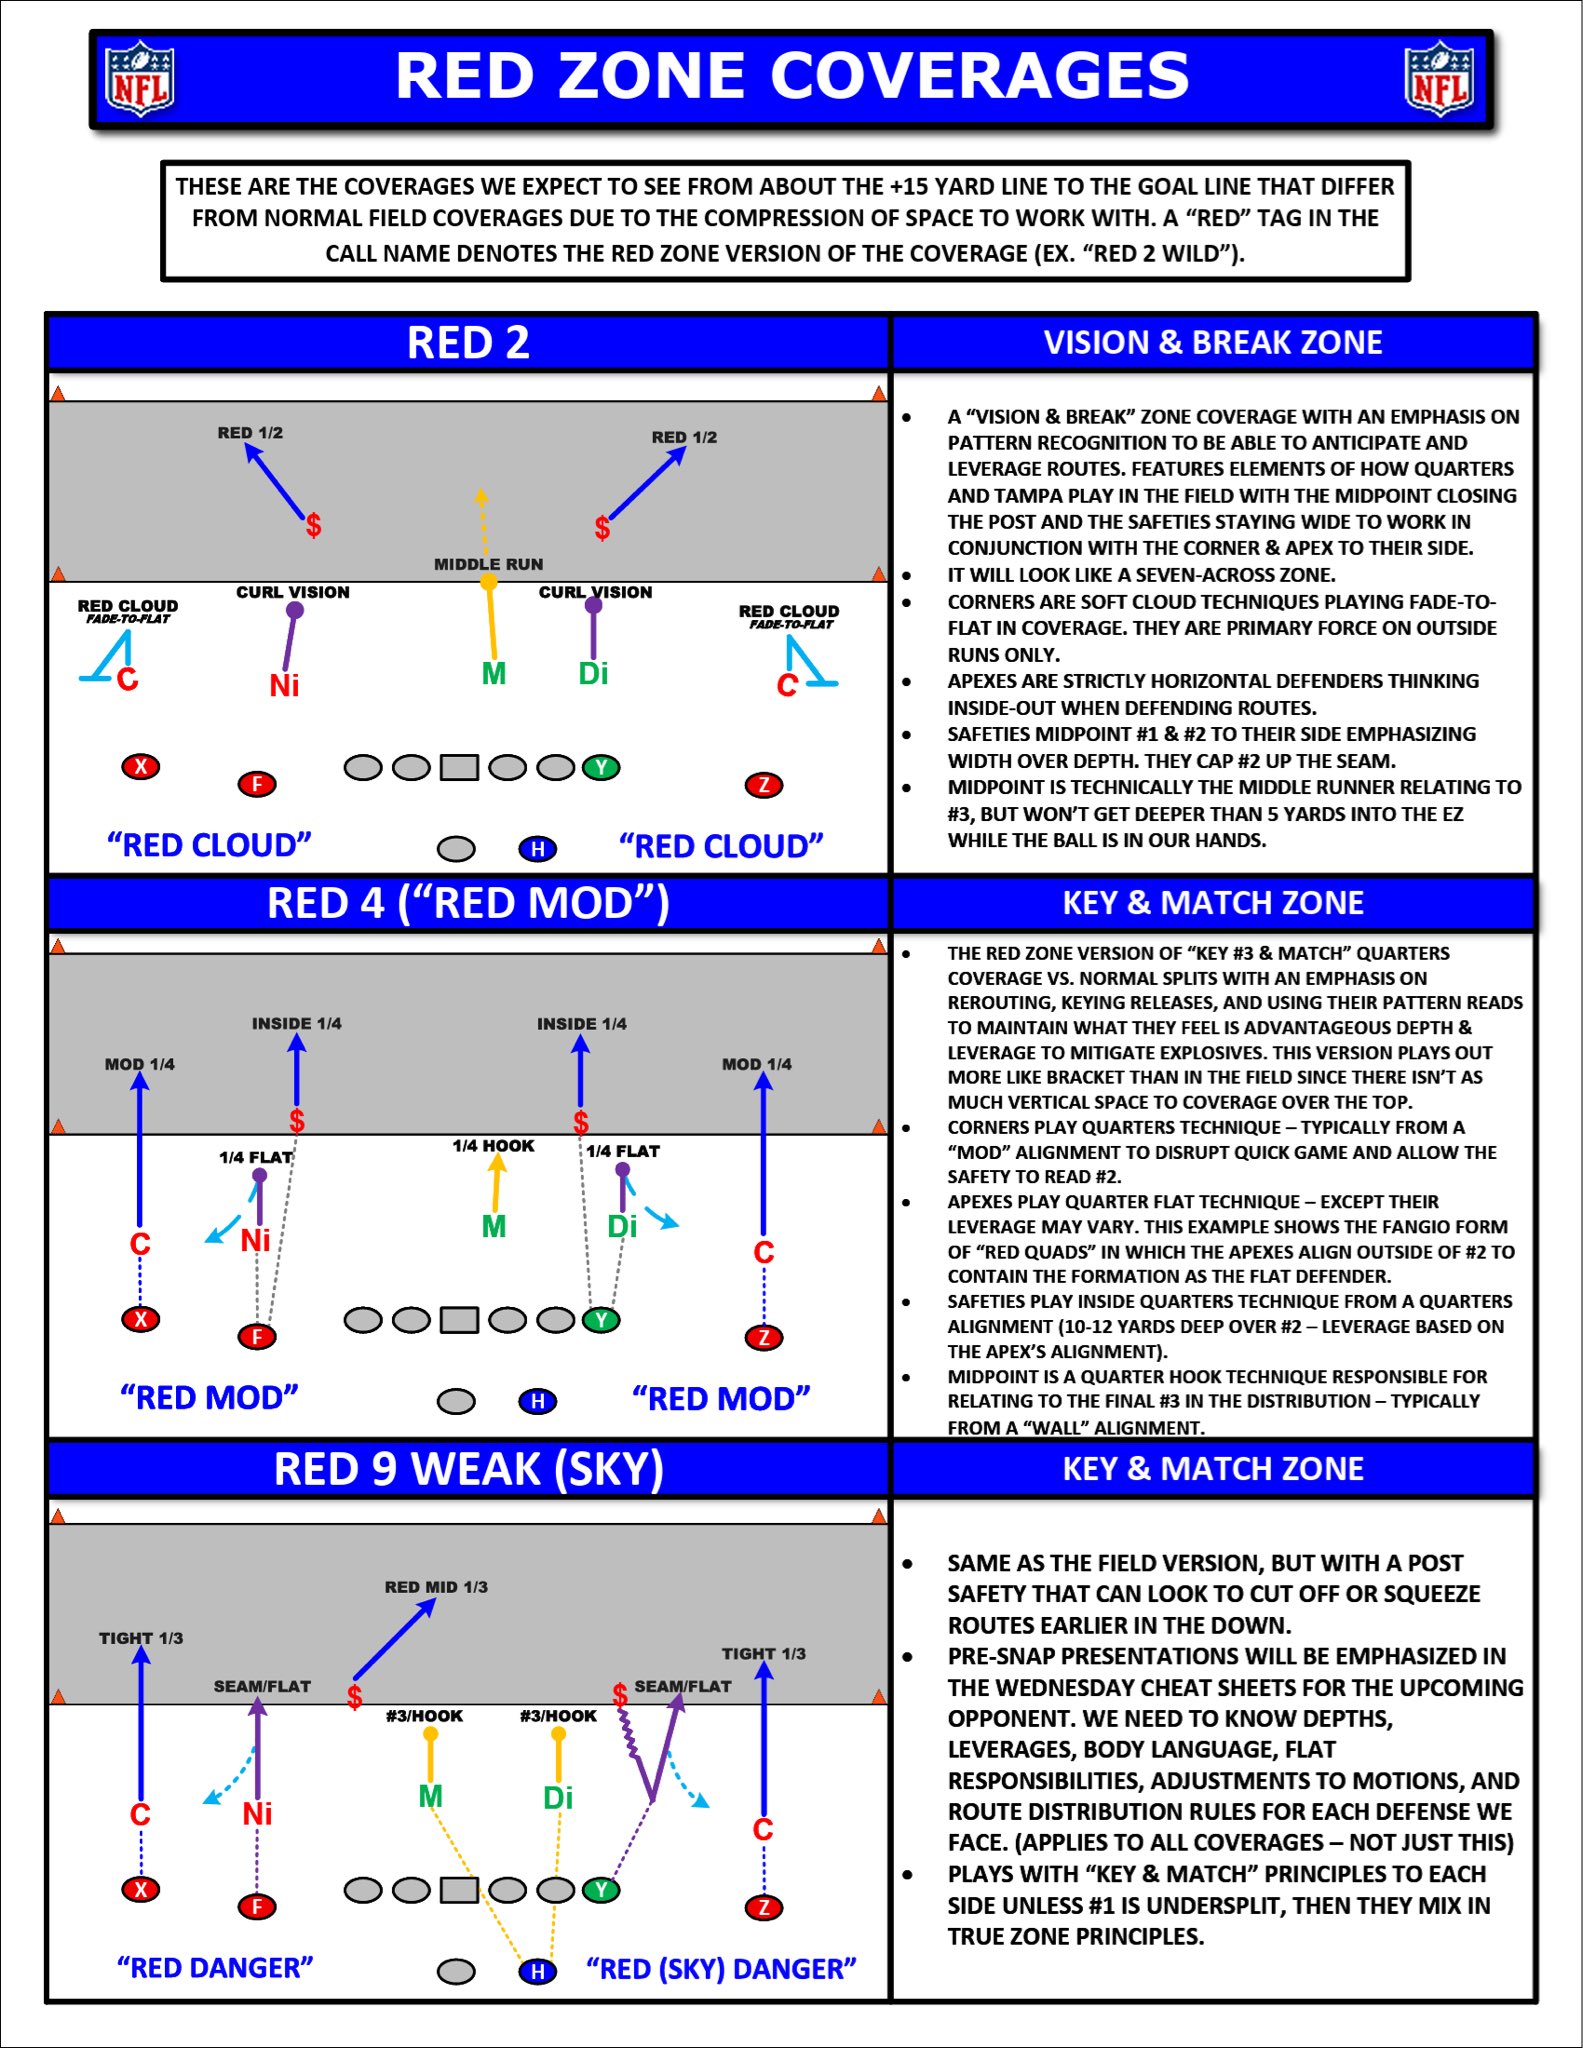 NFL
RED ZONE COVERAGES
NFL
THESE ARE THE COVERAGES WE EXPECT TO SEE FROM ABOUT THE +15 YARD LINE TO THE GOAL LINE THAT DIFFER
FROM NORMAL FIELD COVERAGES DUE TO THE COMPRESSION OF SPACE TO WORK WITH. A “RED” TAG IN THE
CALL NAME DENOTES THE RED ZONE VERSION OF THE COVERAGE (EX. “RED 2 WILD”).
RED 2
VISION & BREAK ZONE
RED 1/2
RED 1/2
$
$
MIDDLE RUN
CURL VISION
CURL VISION
RED CLOUD
FADE-TO-FLAT
RED CLOUD
FADE-TO-FLAT
C
Ni
M
Di
C
X
F
Y
Z
H
“RED CLOUD”
“RED CLOUD”
• A “VISION & BREAK” ZONE COVERAGE WITH AN EMPHASIS ON
PATTERN RECOGNITION TO BE ABLE TO ANTICIPATE AND
LEVERAGE ROUTES. FEATURES ELEMENTS OF HOW QUARTERS
AND TAMPA PLAY IN THE FIELD WITH THE MIDPOINT CLOSING
THE POST AND THE SAFETIES STAYING WIDE TO WORK IN
CONJUNCTION WITH THE CORNER & APEX TO THEIR SIDE.
• IT WILL LOOK LIKE A SEVEN-ACROSS ZONE.
• CORNERS ARE SOFT CLOUD TECHNIQUES PLAYING FADE-TO-
FLAT IN COVERAGE. THEY ARE PRIMARY FORCE ON OUTSIDE
RUNS ONLY.
• APEXES ARE STRICTLY HORIZONTAL DEFENDERS THINKING
INSIDE-OUT WHEN DEFENDING ROUTES.
• SAFETIES MIDPOINT #1 & #2 TO THEIR SIDE EMPHASIZING
WIDTH OVER DEPTH. THEY CAP #2 UP THE SEAM.
• MIDPOINT IS TECHNICALLY THE MIDDLE RUNNER RELATING TO
#3, BUT WON’T GET DEEPER THAN 5 YARDS INTO THE EZ
WHILE THE BALL IS IN OUR HANDS.
RED 4 (“RED MOD”)
KEY & MATCH ZONE
INSIDE 1/4
INSIDE 1/4
MOD 1/4
MOD 1/4
$
$
1/4 FLAT
1/4 HOOK
1/4 FLAT
C
Ni
M
Di
C
X
F
Y
Z
H
“RED MOD”
“RED MOD”
• THE RED ZONE VERSION OF “KEY #3 & MATCH” QUARTERS
COVERAGE VS. NORMAL SPLITS WITH AN EMPHASIS ON
REROUTING, KEYING RELEASES, AND USING THEIR PATTERN READS
TO MAINTAIN WHAT THEY FEEL IS ADVANTAGEOUS DEPTH &
LEVERAGE TO MITIGATE EXPLOSIVES. THIS VERSION PLAYS OUT
MORE LIKE BRACKET THAN IN THE FIELD SINCE THERE ISN’T AS
MUCH VERTICAL SPACE TO COVERAGE OVER THE TOP.
• CORNERS PLAY QUARTERS TECHNIQUE – TYPICALLY FROM A
“MOD” ALIGNMENT TO DISRUPT QUICK GAME AND ALLOW THE
SAFETY TO READ #2.
• APEXES PLAY QUARTER FLAT TECHNIQUE – EXCEPT THEIR
LEVERAGE MAY VARY. THIS EXAMPLE SHOWS THE FANGIO FORM
OF “RED QUADS” IN WHICH THE APEXES ALIGN OUTSIDE OF #2 TO
CONTAIN THE FORMATION AS THE FLAT DEFENDER.
• SAFETIES PLAY INSIDE QUARTERS TECHNIQUE FROM A QUARTERS
ALIGNMENT (10-12 YARDS DEEP OVER #2 – LEVERAGE BASED ON
THE APEX’S ALIGNMENT).
• MIDPOINT IS A QUARTER HOOK TECHNIQUE RESPONSIBLE FOR
RELATING TO THE FINAL #3 IN THE DISTRIBUTION – TYPICALLY
FROM A “WALL” ALIGNMENT.
RED 9 WEAK (SKY)
KEY & MATCH ZONE
RED MID 1/3
TIGHT 1/3
TIGHT 1/3
SEAM/FLAT
$
$
SEAM/FLAT
#3/HOOK
#3/HOOK
C
Ni
M
Di
C
X
F
Y
Z
H
“RED DANGER”
“RED (SKY) DANGER”
• SAME AS THE FIELD VERSION, BUT WITH A POST
SAFETY THAT CAN LOOK TO CUT OFF OR SQUEEZE
ROUTES EARLIER IN THE DOWN.
• PRE-SNAP PRESENTATIONS WILL BE EMPHASIZED IN
THE WEDNESDAY CHEAT SHEETS FOR THE UPCOMING
OPPONENT. WE NEED TO KNOW DEPTHS,
LEVERAGES, BODY LANGUAGE, FLAT
RESPONSIBILITIES, ADJUSTMENTS TO MOTIONS, AND
ROUTE DISTRIBUTION RULES FOR EACH DEFENSE WE
FACE. (APPLIES TO ALL COVERAGES – NOT JUST THIS)
• PLAYS WITH “KEY & MATCH” PRINCIPLES TO EACH
SIDE UNLESS #1 IS UNDERSPLIT, THEN THEY MIX IN
TRUE ZONE PRINCIPLES.